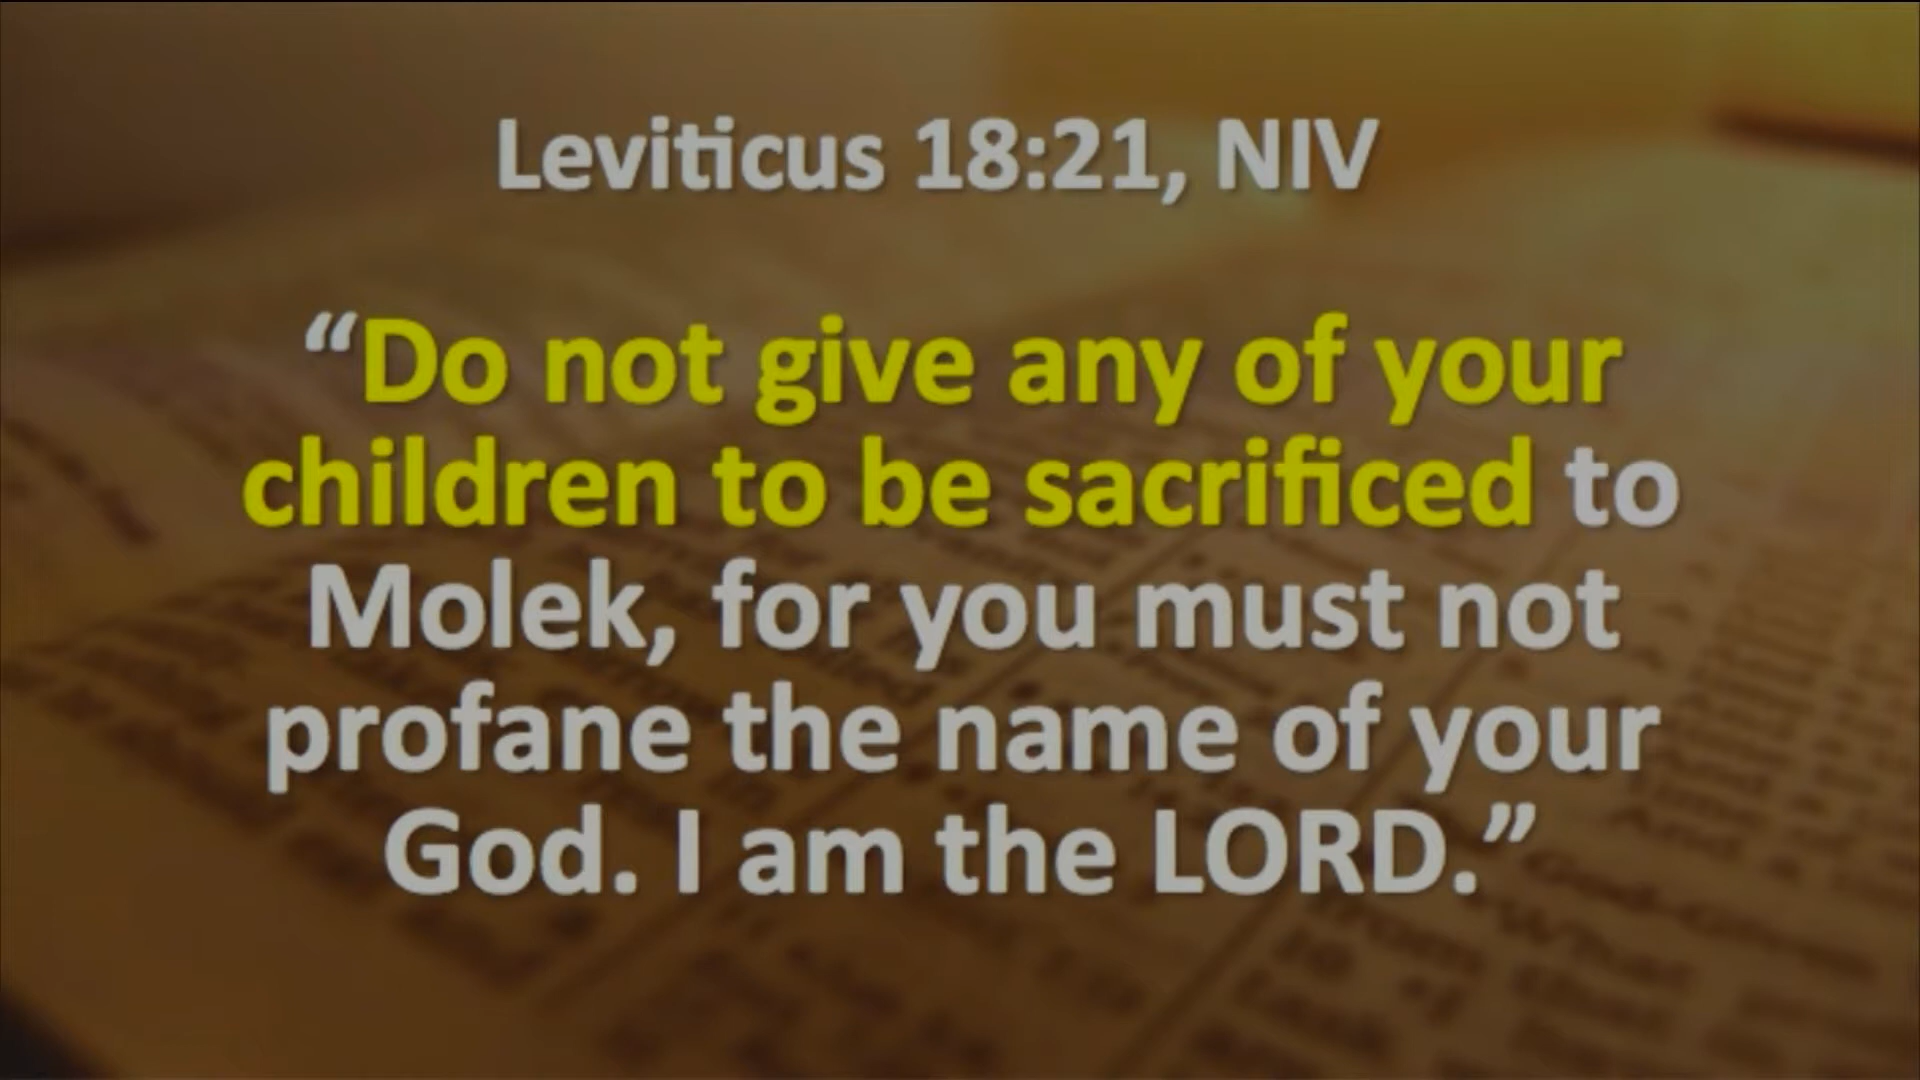 Leviticus 18:21, NIV
“Do not give any of your
children to be sacrificed to
Molek, for you must not
profane the name of your
God. I am the LORD.”